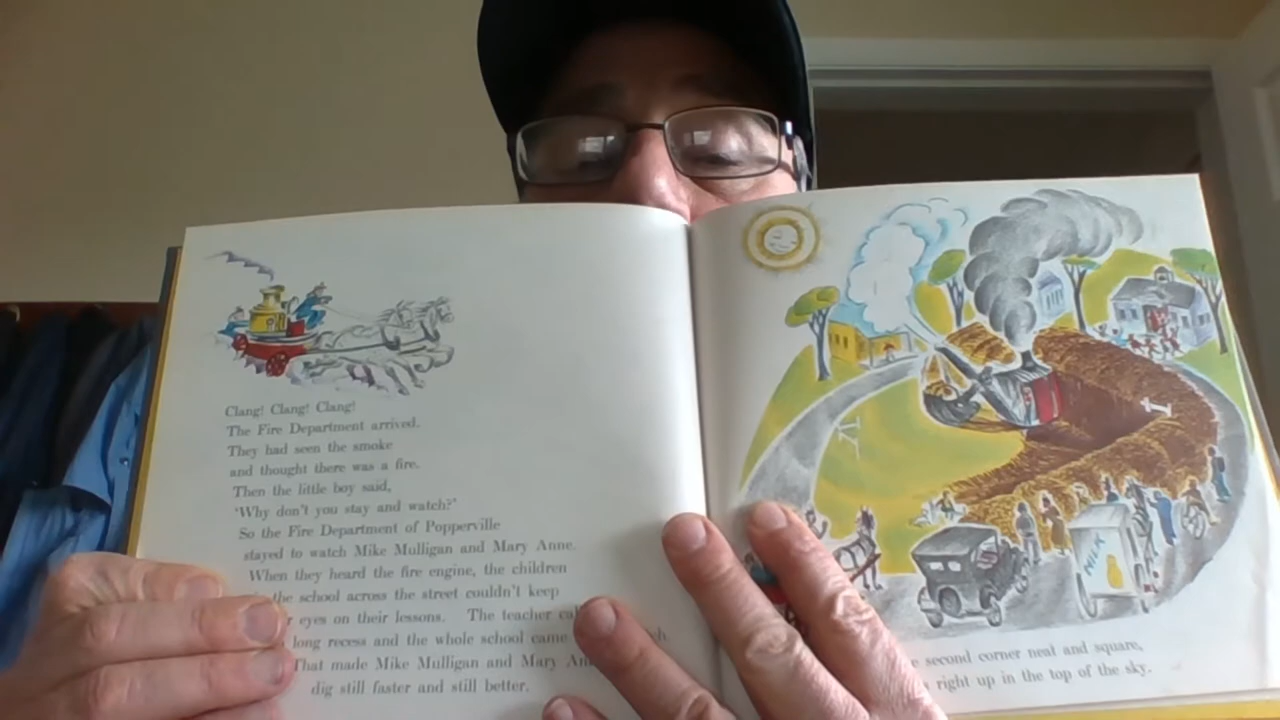 Clang! Clang! Clang!
The Fire Department arrived.
They had seen the smoke
and thought there was a fire.
Then the little boy said,
'Why don't you stay and watch?'
So the Fire Department of Popperville
stayed to watch Mike Mulligan and Mary Anne.
When they heard the fire engine, the children
the school across the street couldn't keep
eyes on their lessons. The teacher
long recess and the whole school came
That made Mike Mulligan and Mary
dig still faster and still better.
MILK
second corner neat and square,
right up in the top of the sky.